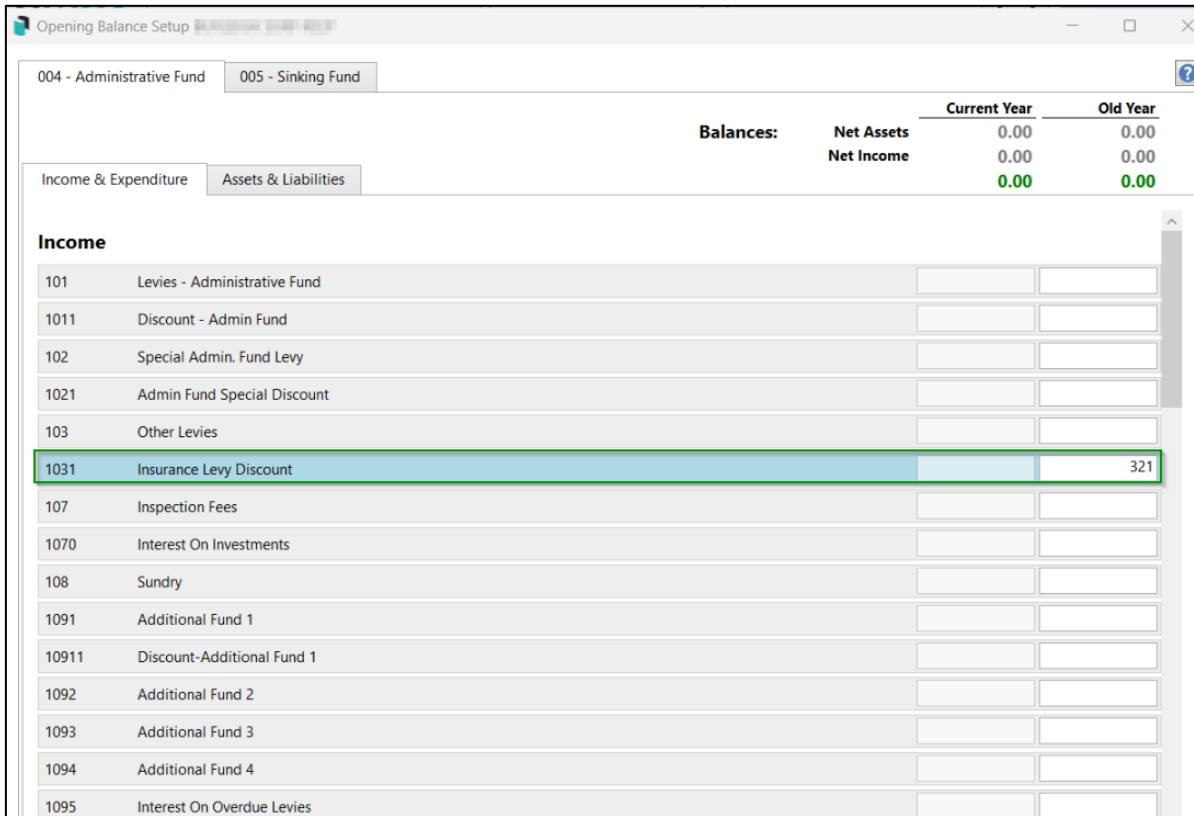 Opening Balance Setup
004 - Administrative Fund 005 - Sinking Fund
Current Year Old Year
Balances: Net Assets 0.00 0.00
Net Income 0.00 0.00
Income & Expenditure Assets & Liabilities 0.00 0.00
Income
101 Levies - Administrative Fund
1011 Discount - Admin Fund
102 Special Admin. Fund Levy
1021 Admin Fund Special Discount
103 Other Levies
1031 Insurance Levy Discount 321
107 Inspection Fees
1070 Interest On Investments
108 Sundry
1091 Additional Fund 1
10911 Discount-Additional Fund 1
1092 Additional Fund 2
1093 Additional Fund 3
1094 Additional Fund 4
1095 Interest On Overdue Levies